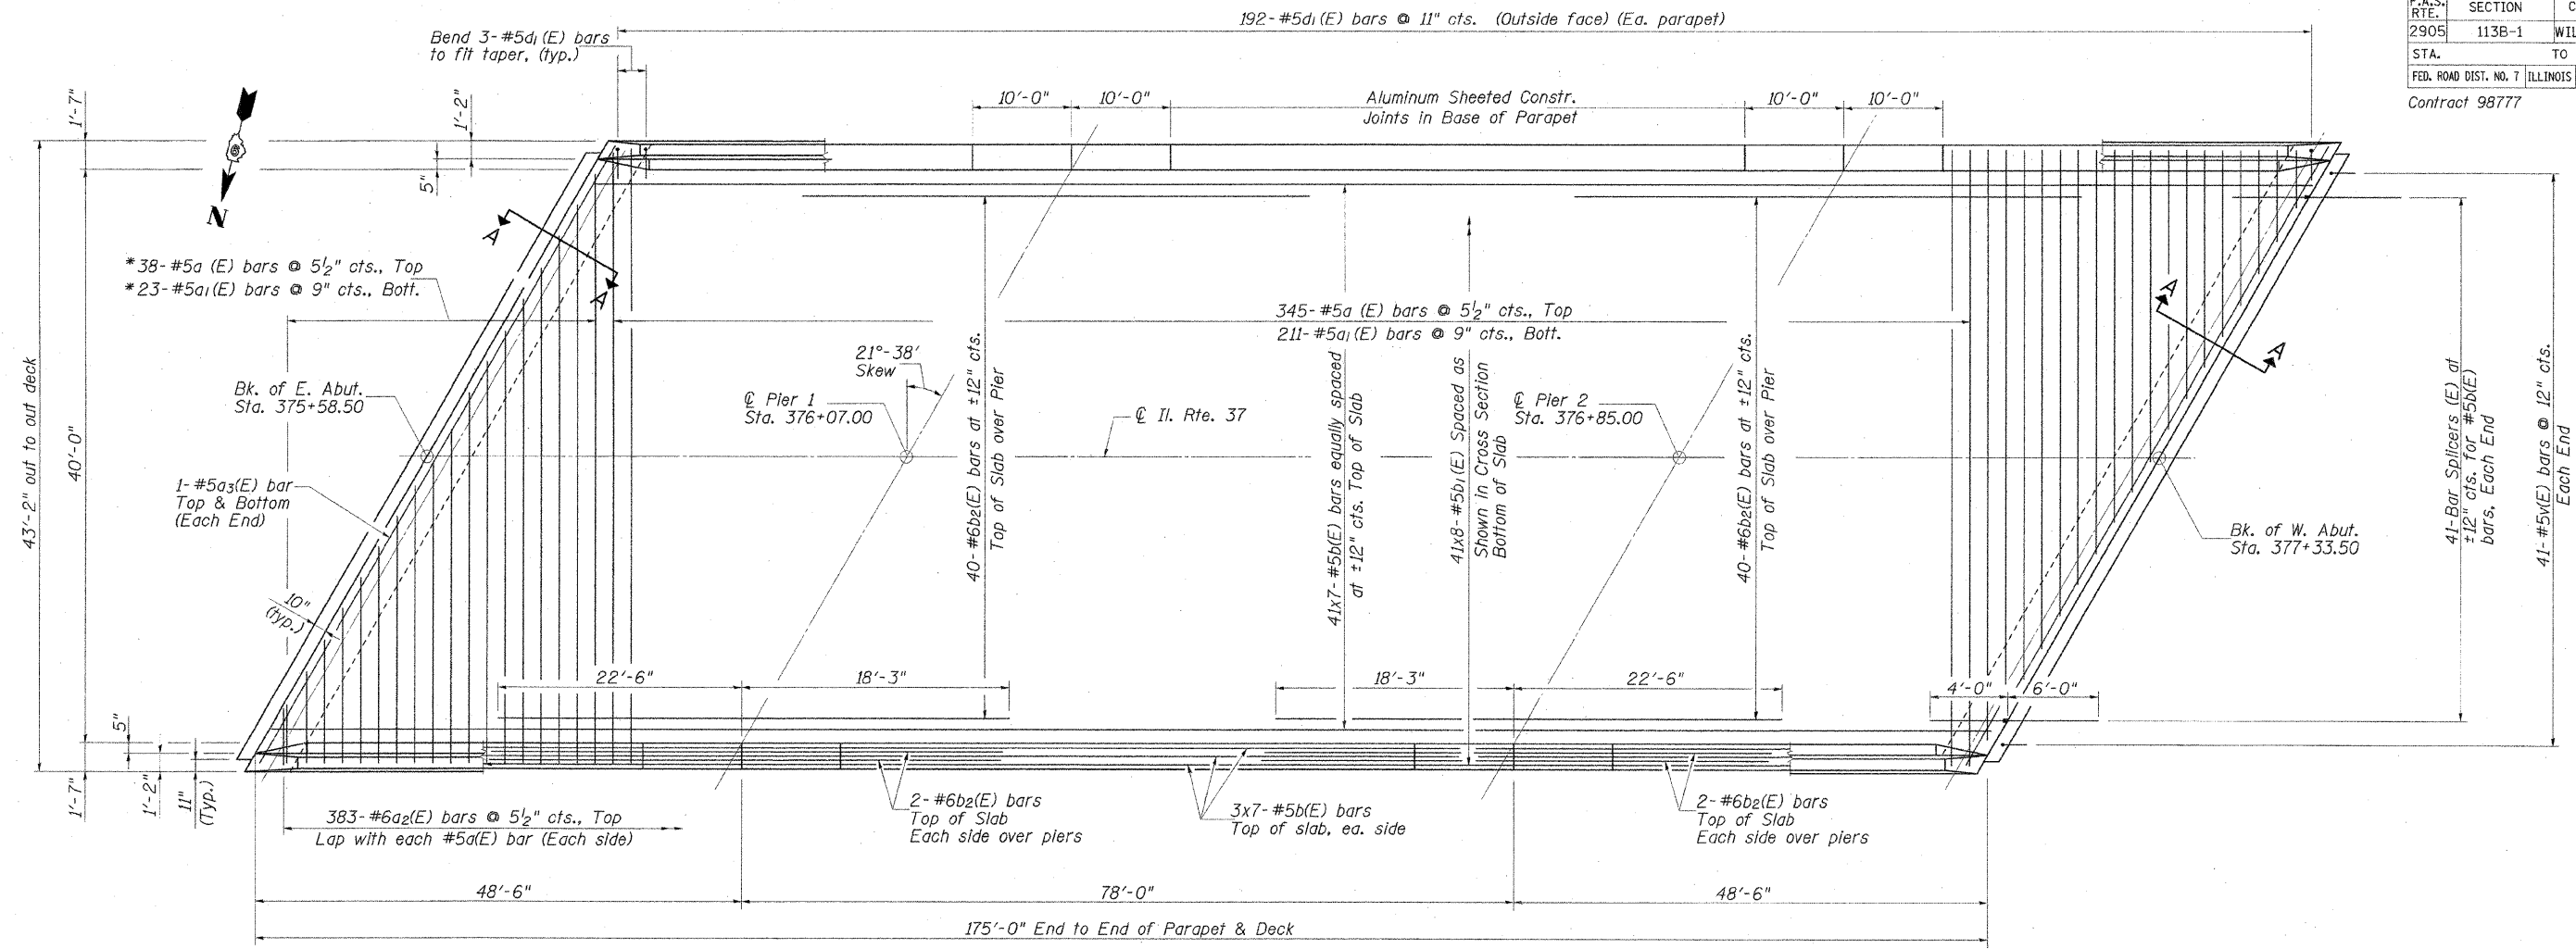 192-#5d₁(E) bars @ 11" cts. (Outside face) (Ea. parapet)
F.A.S. RTE.
SECTION
2905
113B-1
STA.
TO
FED. ROAD DIST. NO. 7
ILLINOIS
Contract 98777
Bend 3-#5d₁(E) bars
to fit taper, (typ.)
1'-7"
1'-2"
5"
10'-0"
10'-0"
Aluminum Sheeted Constr.
Joints in Base of Parapet
10'-0"
10'-0"
N
A
A
*38-#5a (E) bars @ 5½" cts., Top
*23-#5a₁(E) bars @ 9" cts., Bott.
345-#5a (E) bars @ 5½" cts., Top
211-#5a₁(E) bars @ 9" cts., Bott.
A
A
43'-2" out to out deck
40'-0"
21°-38'
Skew
Bk. of E. Abut.
Sta. 375+58.50
℄ Pier 1
Sta. 376+07.00
℄ Il. Rte. 37
℄ Pier 2
Sta. 376+85.00
40-#6b₂(E) bars at ±12" cts.
Top of Slab over Pier
41x7-#5b(E) bars equally spaced
at ±12" cts. Top of Slab
41x8-#5b₁(E) Spaced as
Shown in Cross Section
Bottom of Slab
40-#6b₂(E) bars at ±12" cts.
Top of Slab over Pier
41-Bar Splicers (E) at
±12" cts. for #5b(E)
bars, Each End
41-#5v(E) bars @ 12" cts.
Each End
1-#5a₃(E) bar
Top & Bottom
(Each End)
Bk. of W. Abut.
Sta. 377+33.50
10"
(typ.)
22'-6"
18'-3"
18'-3"
22'-6"
4'-0"
6'-0"
5"
1'-7"
1'-2"
11"
(Typ.)
383-#6a₂(E) bars @ 5½" cts., Top
Lap with each #5a(E) bar (Each side)
2-#6b₂(E) bars
Top of Slab
Each side over piers
3x7-#5b(E) bars
Top of slab, ea. side
2-#6b₂(E) bars
Top of Slab
Each side over piers
48'-6"
78'-0"
48'-6"
175'-0" End to End of Parapet & Deck